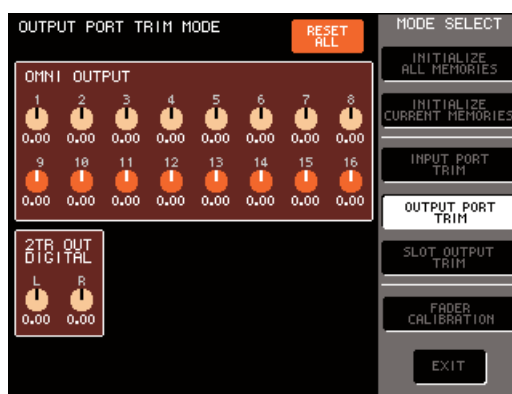 OUTPUT PORT TRIM MODE
RESET
ALL
OMNI OUTPUT
1 2 3 4 5 6 7 8
0.00 0.00 0.00 0.00 0.00 0.00 0.00 0.00
9 10 11 12 13 14 15 16
0.00 0.00 0.00 0.00 0.00 0.00 0.00 0.00
2TR OUT
DIGITAL
L R
0.00 0.00
MODE SELECT
INITIALIZE
ALL MEMORIES
INITIALIZE
CURRENT MEMORIES
INPUT PORT
TRIM
OUTPUT PORT
TRIM
SLOT OUTPUT
TRIM
FADER
CALIBRATION
EXIT